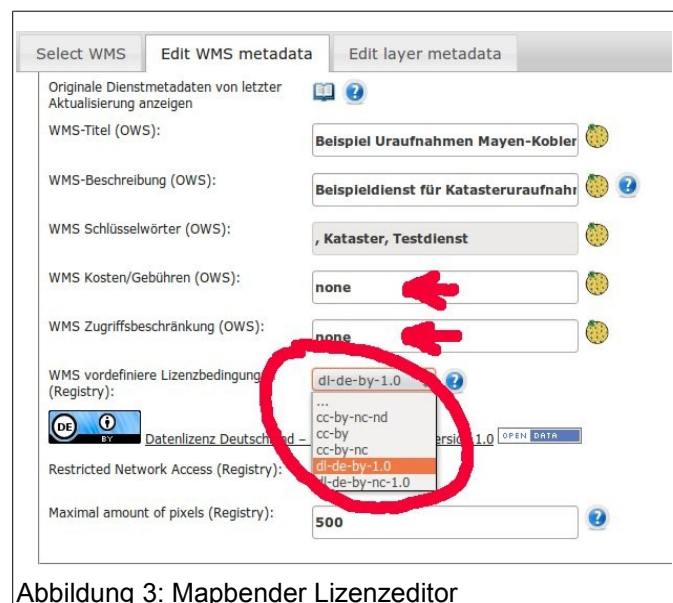 Select WMS
Edit WMS metadata
Edit layer metadata
Originale Dienstmetadaten von letzter
Aktualisierung anzeigen
WMS-Titel (OWS):
Beispiel Uraufnahmen Mayen-Kobler
WMS-Beschreibung (OWS):
Beispieldienst für Katasteruraufnahr
WMS Schlüsselwörter (OWS):
, Kataster, Testdienst
WMS Kosten/Gebühren (OWS):
none
WMS Zugriffsbeschränkung (OWS):
none
WMS vordefinierte
(Registry):
dl-de-by-1.0
...
cc-by-nc-nd
cc-by
cc-by-nc
dl-de-by-1.0
dl-de-by-nc-1.0
DE
BY
Datenlizenz Deutschland –
1.0
OPEN DATA
Restricted Network Access (Registry):
Maximal amount of pixels (Registry):
500
Abbildung 3: Mapbender Lizenzeditor